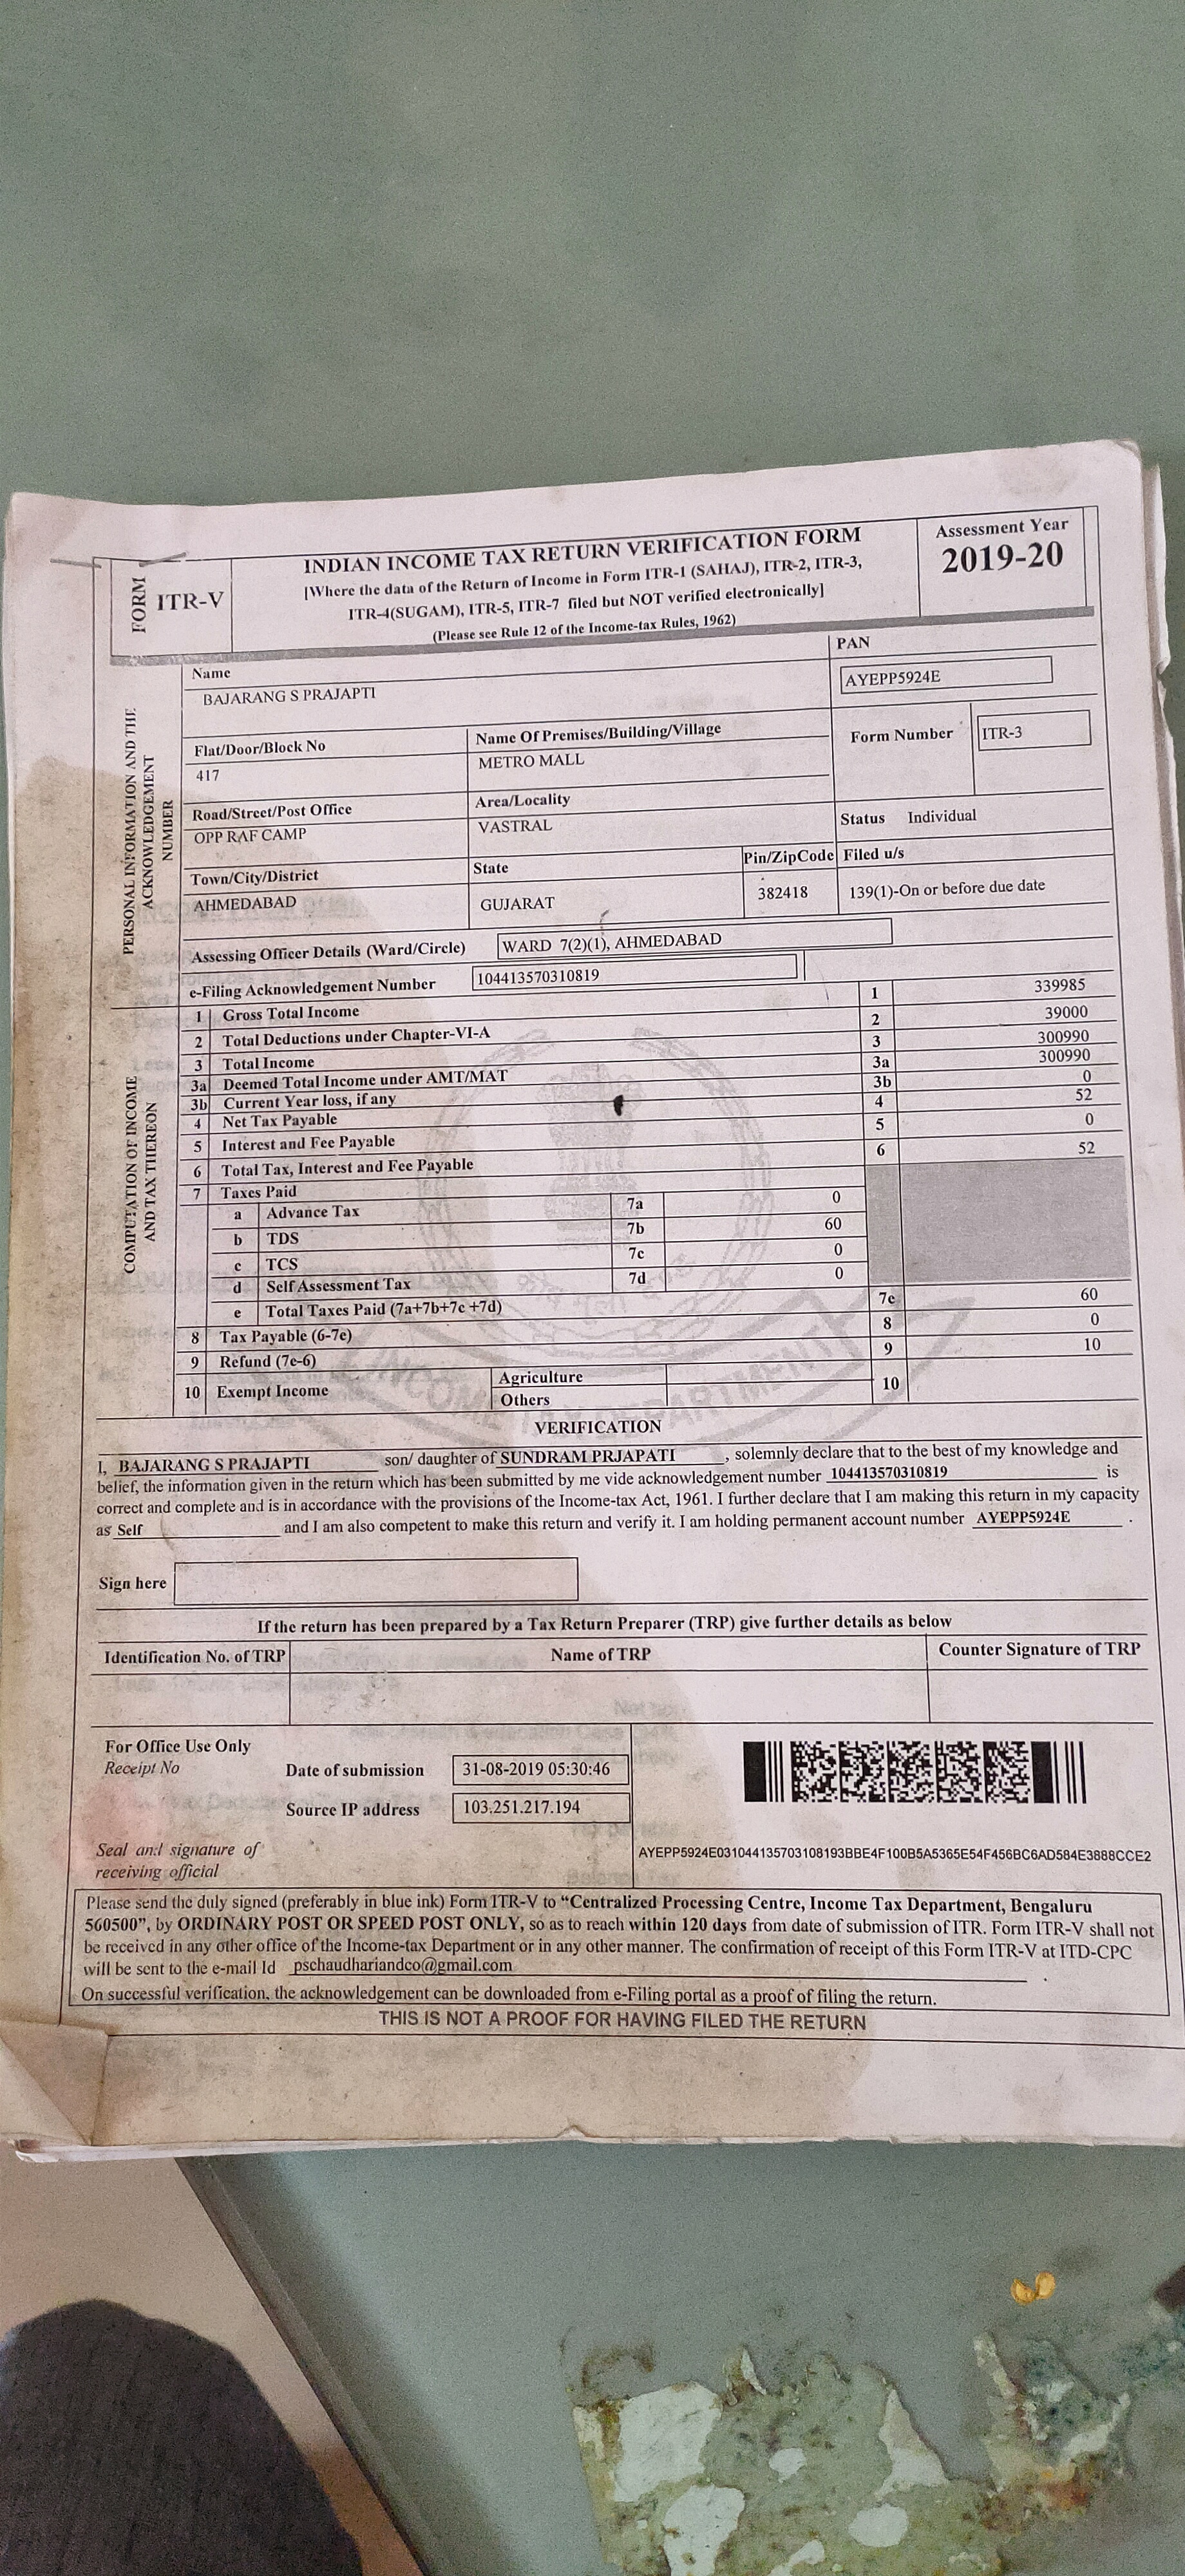 FORM
ITR-V
INDIAN INCOME TAX RETURN VERIFICATION FORM
[Where the data of the Return of Income in Form ITR-1 (SAHAJ), ITR-2, ITR-3,
ITR-4(SUGAM), ITR-5, ITR-7 filed but NOT verified electronically]
(Please see Rule 12 of the Income-tax Rules, 1962)
Assessment Year
2019-20
PERSONAL INFORMATION AND THE ACKNOWLEDGEMENT NUMBER
Name
BAJARANG S PRAJAPTI
PAN
AYEPP5924E
Flat/Door/Block No
417
Name Of Premises/Building/Village
METRO MALL
Form Number
ITR-3
Road/Street/Post Office
OPP RAF CAMP
Area/Locality
VASTRAL
Status Individual
Town/City/District
AHMEDABAD
State
GUJARAT
Pin/ZipCode
382418
Filed u/s
139(1)-On or before due date
Assessing Officer Details (Ward/Circle) WARD 7(2)(1), AHMEDABAD
e-Filing Acknowledgement Number 104413570310819
COMPUTATION OF INCOME AND TAX THEREON
1 Gross Total Income 1 339985
2 Total Deductions under Chapter-VI-A 2 39000
3 Total Income 3 300990
3a Deemed Total Income under AMT/MAT 3a 300990
3b Current Year loss, if any 3b 0
4 Net Tax Payable 4 52
5 Interest and Fee Payable 5 0
6 Total Tax, Interest and Fee Payable 6 52
7 Taxes Paid
a Advance Tax 7a 0
b TDS 7b 60
c TCS 7c 0
d Self Assessment Tax 7d 0
e Total Taxes Paid (7a+7b+7c +7d) 7e 60
8 Tax Payable (6-7e) 8 0
9 Refund (7e-6) 9 10
10 Exempt Income Agriculture 10
Others
VERIFICATION
I, BAJARANG S PRAJAPTI son/ daughter of SUNDRAM PRJAPATI , solemnly declare that to the best of my knowledge and
belief, the information given in the return which has been submitted by me vide acknowledgement number 104413570310819 is
correct and complete and is in accordance with the provisions of the Income-tax Act, 1961. I further declare that I am making this return in my capacity
as Self and I am also competent to make this return and verify it. I am holding permanent account number AYEPP5924E .
Sign here
If the return has been prepared by a Tax Return Preparer (TRP) give further details as below
Identification No. of TRP Name of TRP Counter Signature of TRP
For Office Use Only
Receipt No
Date of submission 31-08-2019 05:30:46
Source IP address 103.251.217.194
Seal and signature of
receiving official
AYEPP5924E031044135703108193BBE4F100B5A5365E54F456BC6AD584E3888CCE2
Please send the duly signed (preferably in blue ink) Form ITR-V to “Centralized Processing Centre, Income Tax Department, Bengaluru
560500”, by ORDINARY POST OR SPEED POST ONLY, so as to reach within 120 days from date of submission of ITR. Form ITR-V shall not
be received in any other office of the Income-tax Department or in any other manner. The confirmation of receipt of this Form ITR-V at ITD-CPC
will be sent to the e-mail Id pschaudhariandco@gmail.com
On successful verification, the acknowledgement can be downloaded from e-Filing portal as a proof of filing the return.
THIS IS NOT A PROOF FOR HAVING FILED THE RETURN